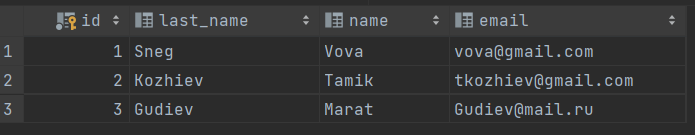 id last_name name email
1 1 Sneg Vova vova@gmail.com
2 2 Kozhiev Tamik tkozhiev@gmail.com
3 3 Gudiev Marat Gudiev@mail.ru